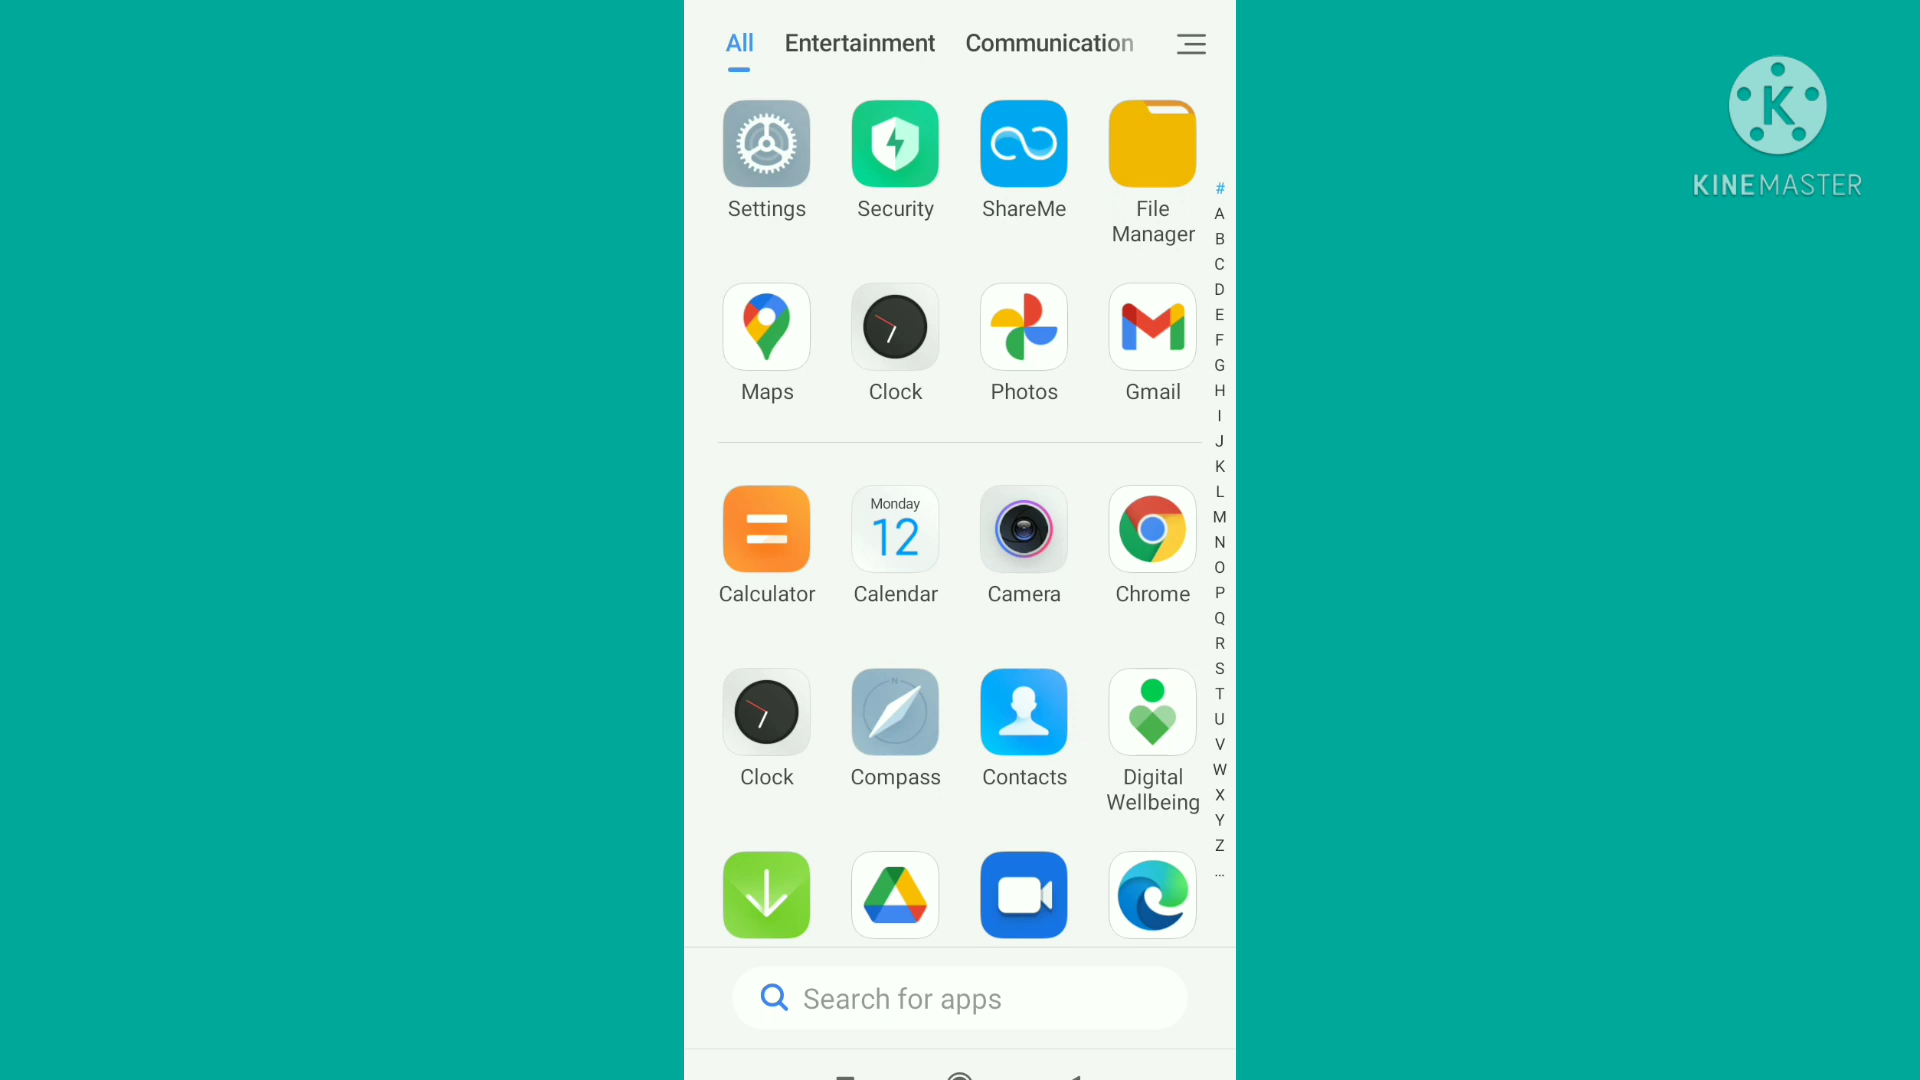 All Entertainment Communication
K
KINEMASTER
Settings Security ShareMe File Manager
Maps Clock Photos Gmail
Monday
12
Calculator Calendar Camera Chrome
N
Clock Compass Contacts Digital Wellbeing
#
A
B
C
D
E
F
G
H
I
J
K
L
M
N
O
P
Q
R
S
T
U
V
W
X
Y
Z
...
Search for apps